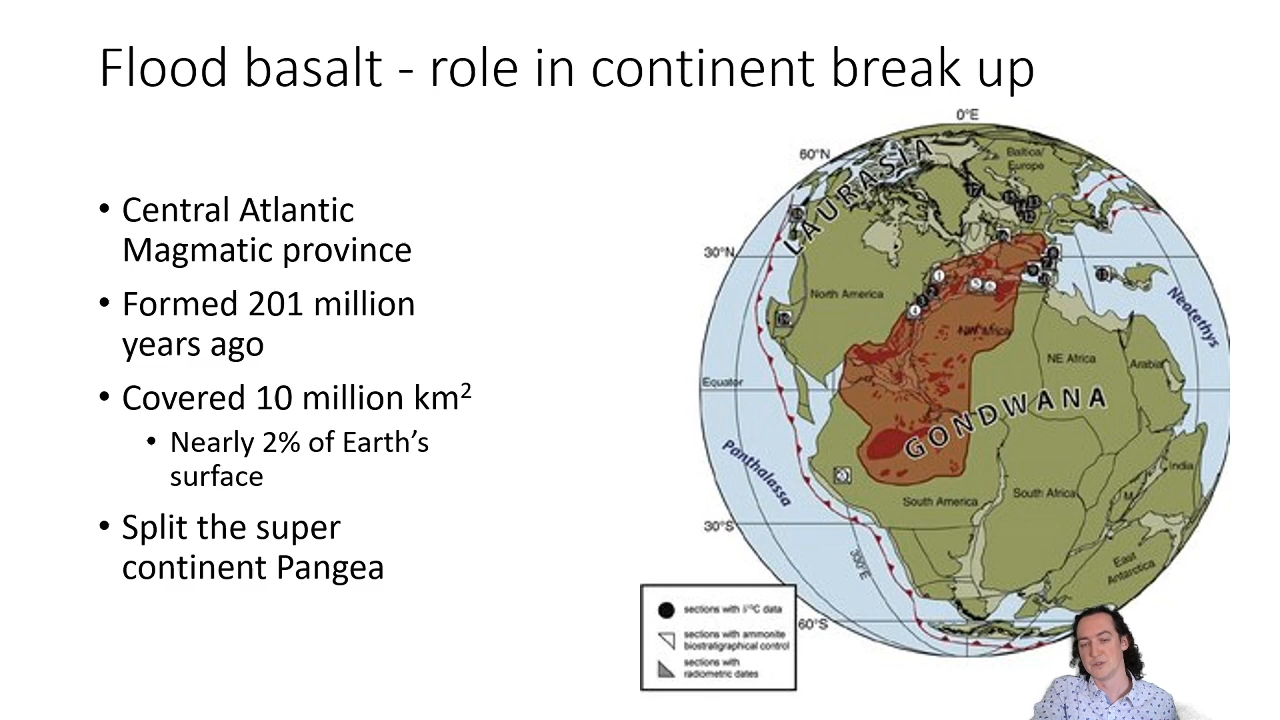 Flood basalt - role in continent break up
• Central Atlantic
Magmatic province
• Formed 201 million
years ago
• Covered 10 million km²
• Nearly 2% of Earth's
surface
• Split the super
continent Pangea
0°E
60°N
LAURASIA
Baltica/
Europe
30°N
North America
Neotethys
NW Africa
NE Africa
Arabia
Equator
GONDWANA
Panthalassa
India
South America
South Africa
M
30°S
330°E
East
Antarctica
60°S
sections with δ¹³C data
sections with ammonite
biostratigraphical control
sections with
radiometric dates